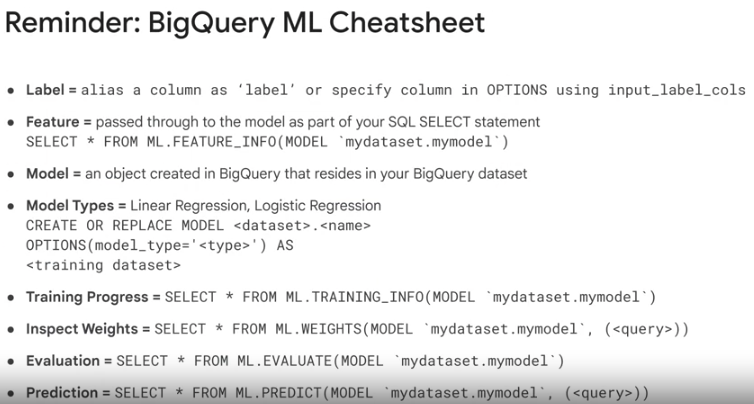 Reminder: BigQuery ML Cheatsheet
● Label = alias a column as ‘label’ or specify column in OPTIONS using input_label_cols
● Feature = passed through to the model as part of your SQL SELECT statement
SELECT * FROM ML.FEATURE_INFO(MODEL `mydataset.mymodel`)
● Model = an object created in BigQuery that resides in your BigQuery dataset
● Model Types = Linear Regression, Logistic Regression
CREATE OR REPLACE MODEL <dataset>.<name>
OPTIONS(model_type='<type>') AS
<training dataset>
● Training Progress = SELECT * FROM ML.TRAINING_INFO(MODEL `mydataset.mymodel`)
● Inspect Weights = SELECT * FROM ML.WEIGHTS(MODEL `mydataset.mymodel`, (<query>))
● Evaluation = SELECT * FROM ML.EVALUATE(MODEL `mydataset.mymodel`)
● Prediction = SELECT * FROM ML.PREDICT(MODEL `mydataset.mymodel`, (<query>))